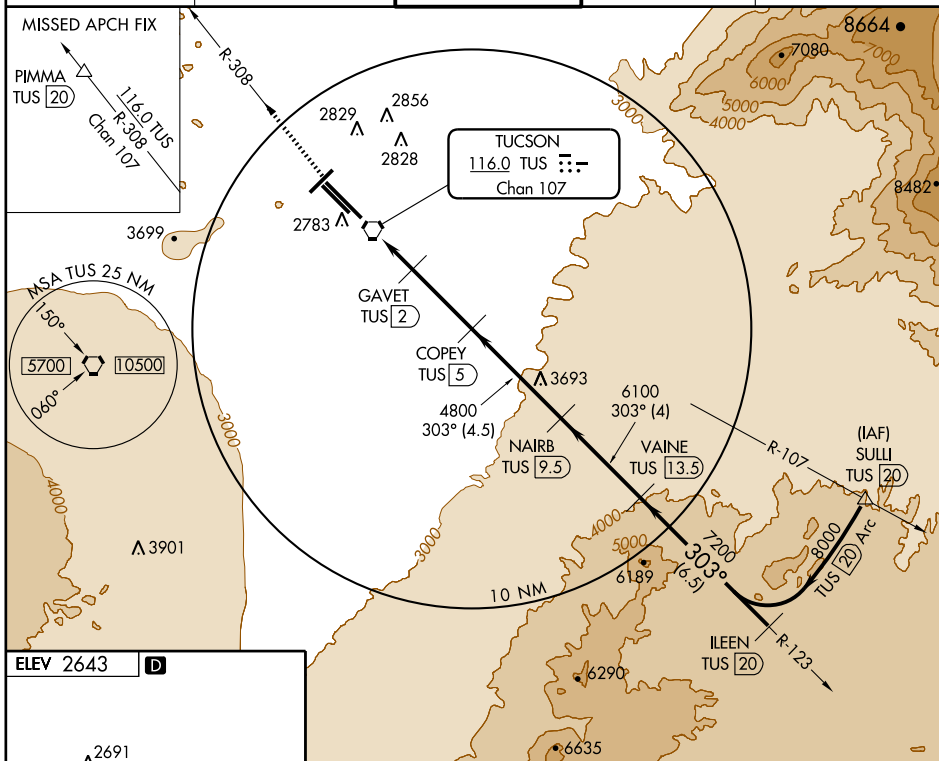 MISSED APCH FIX
PIMMA
TUS 20
116.0 TUS
R-308
Chan 107
R-308
2829
2856
2828
2783
TUCSON
116.0 TUS
Chan 107
8664
7080
7000
6000
5000
4000
3000
8482
3699
MSA TUS 25 NM
150°
5700
10500
060°
GAVET
TUS 2
COPEY
TUS 5
3693
4800
303° (4.5)
6100
303° (4)
NAIRB
TUS 9.5
VAINE
TUS 13.5
R-107
(IAF)
SULLI
TUS 20
3000
4000
3901
3000
4000
5000
6189
7200
303°
(6.5)
8000
TUS 20 Arc
10 NM
ILEEN
TUS 20
R-123
ELEV 2643 D
6290
2691
6635